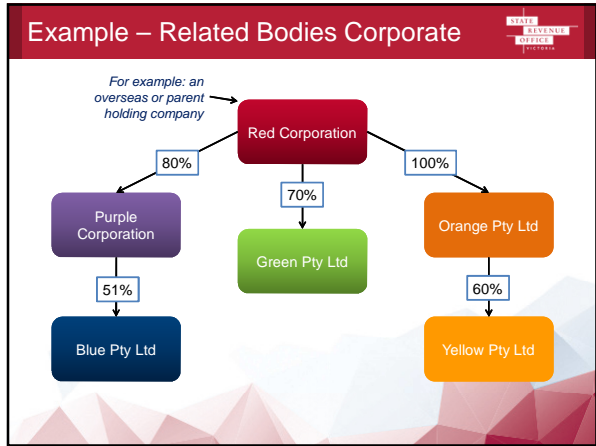 Example – Related Bodies Corporate
STATE
REVENUE
OFFICE
VICTORIA
For example: an
overseas or parent
holding company
Red Corporation
80%
100%
70%
Purple
Corporation
Orange Pty Ltd
Green Pty Ltd
51%
60%
Blue Pty Ltd
Yellow Pty Ltd